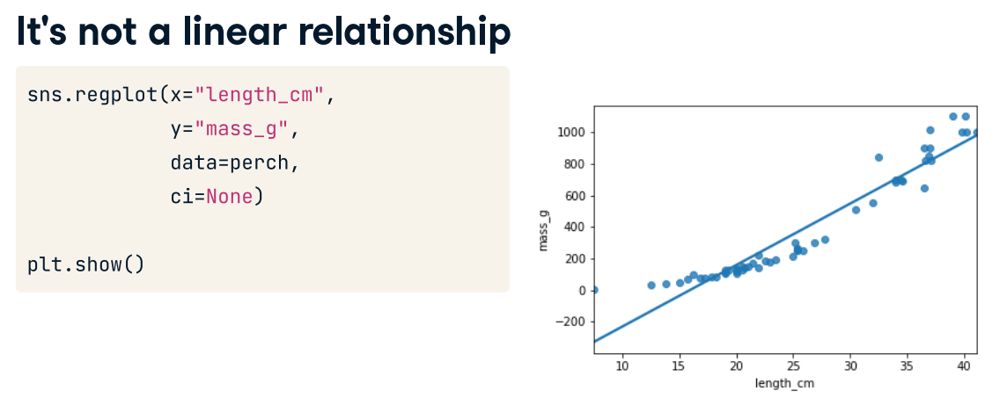 It's not a linear relationship
sns.regplot(x="length_cm",
y="mass_g",
data=perch,
ci=None)
plt.show()
1000
800
600
400
200
0
−200
mass_g
10 15 20 25 30 35 40
length_cm